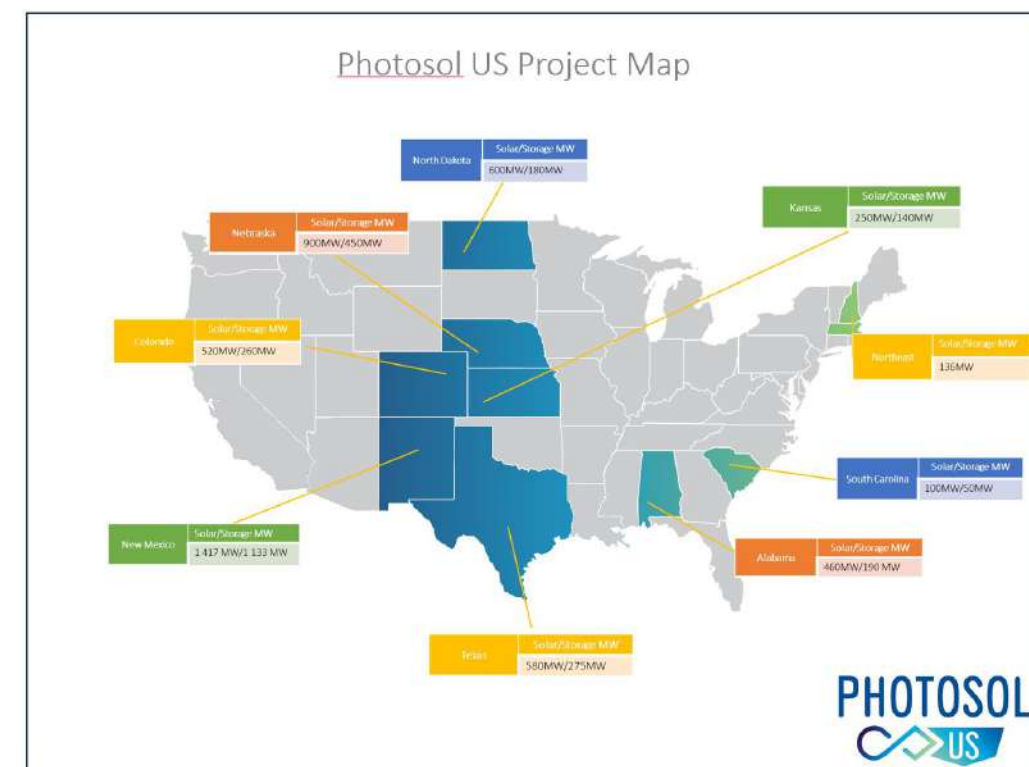 Photosol US Project Map
North Dakota
Solar/Storage MW
600MW/180MW
Kansas
Solar/Storage MW
250MW/140MW
Nebraska
Solar/Storage MW
900MW/450MW
Colorado
Solar/Storage MW
520MW/260MW
Northeast
Solar/Storage MW
136MW
South Carolina
Solar/Storage MW
100MW/50MW
New Mexico
Solar/Storage MW
1 417 MW/1 133 MW
Alabama
Solar/Storage MW
460MW/190 MW
Texas
Solar/Storage MW
580MW/275MW
PHOTOSOL
US